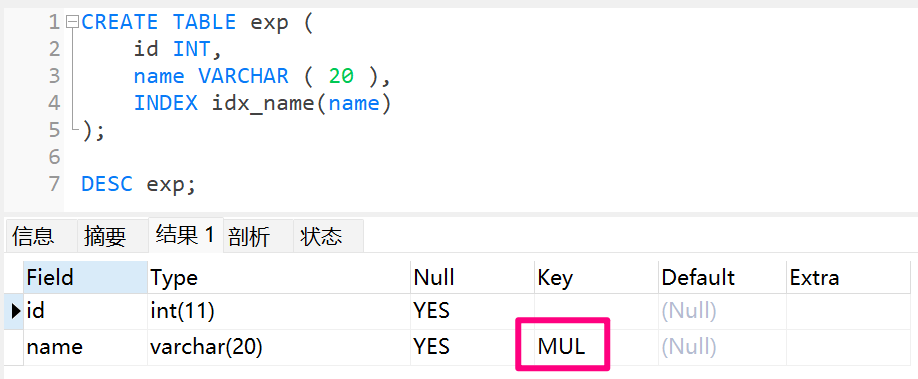 1 CREATE TABLE exp (
2 id INT,
3 name VARCHAR ( 20 ),
4 INDEX idx_name(name)
5 );
6
7 DESC exp;
信息 摘要 结果 1 剖析 状态
Field Type Null Key Default Extra
id int(11) YES (Null)
name varchar(20) YES MUL (Null)